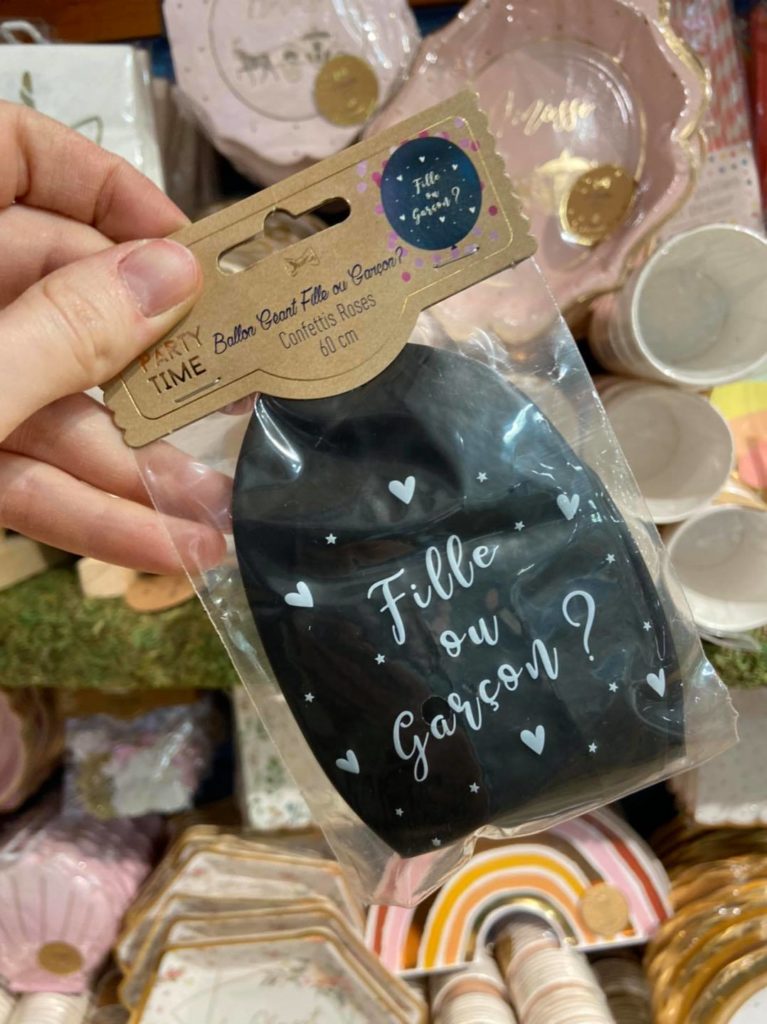 Fille
ou
Garçon ?
Ballon Géant Fille ou Garçon?
Confettis Roses
60 cm
PARTY
TIME
Fille
ou
Garçon ?